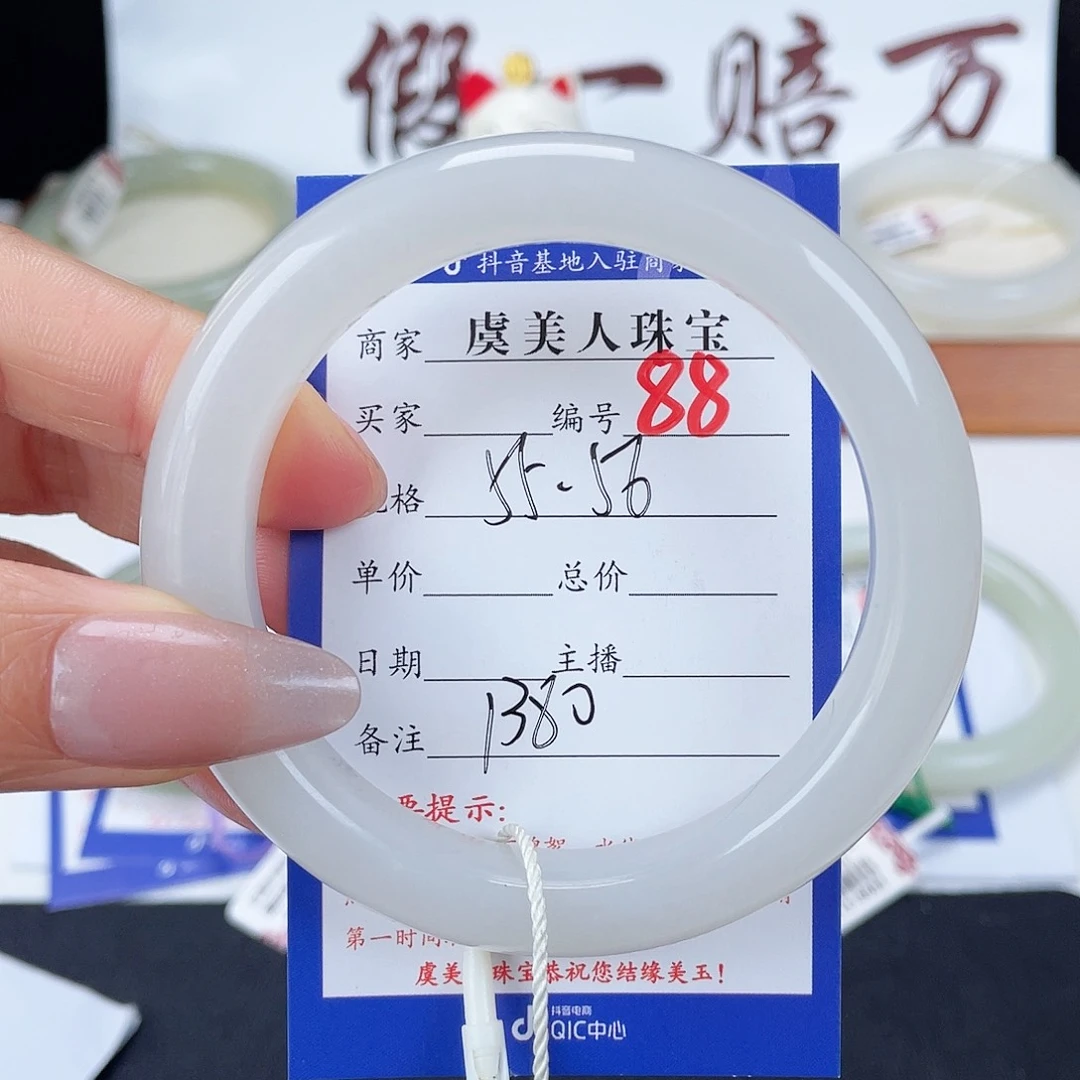 假一赔万
抖音基地入驻商家
商家 虞美人珠宝
买家 编号 88
格 55-56
单价 总价
日期 主播
备注 1380
提示:
第一时间
虞美 珠宝恭祝您结缘美玉!
抖音电商
QIC中心